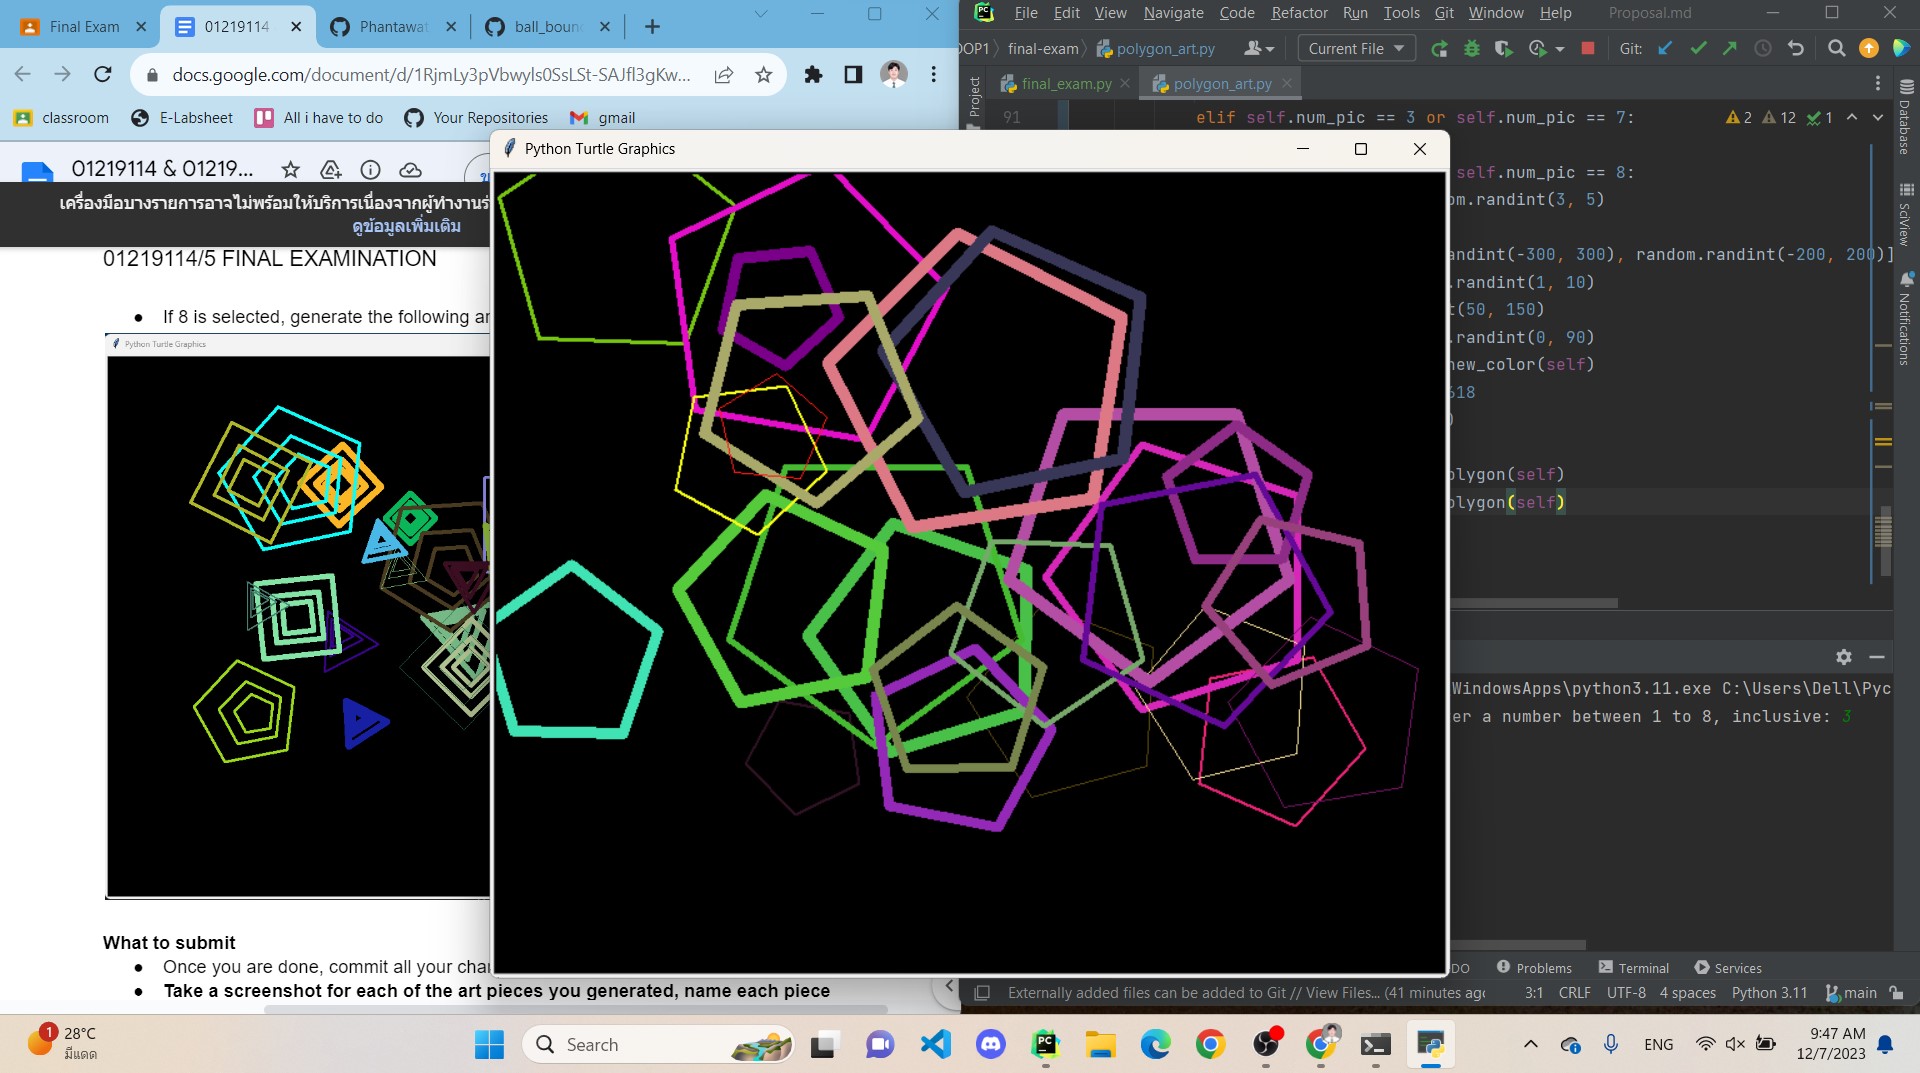 Final Exam
01219114
Phantawat
ball_boun
docs.google.com/document/d/1RjmLy3pVbwyls0SsLSt-SAJfl3gKw...
classroom
E-Labsheet
All i have to do
Your Repositories
gmail
01219114 & 01219...
เครื่องมือบางรายการอาจไม่พร้อมให้บริการเนื่องจากผู้ทำงานร่
ดูข้อมูลเพิ่มเติม
01219114/5 FINAL EXAMINATION
If 8 is selected, generate the following ar
Python Turtle Graphics
What to submit
Once you are done, commit all your char
Take a screenshot for each of the art pieces you generated, name each piece
Python Turtle Graphics
PC
File Edit View Navigate Code Refactor Run Tools Git Window Help Proposal.md
OOP1 final-exam polygon_art.py Current File Git:
final_exam.py polygon_art.py
Project
91 elif self.num_pic == 3 or self.num_pic == 7: 2 12 1
self.num_pic == 8:
om.randint(3, 5)
andint(-300, 300), random.randint(-200, 200)]
.randint(1, 10)
t(50, 150)
.randint(0, 90)
new_color(self)
618
)
olygon(self)
olygon(self)
Database
SciView
Notifications
WindowsApps\python3.11.exe C:\Users\Dell\Pyc
er a number between 1 to 8, inclusive: 3
DO Problems Terminal Services
Externally added files can be added to Git // View Files... (41 minutes ago 3:1 CRLF UTF-8 4 spaces Python 3.11 main
1
28°C
มีแดด
Search
PC
ENG
9:47 AM
12/7/2023